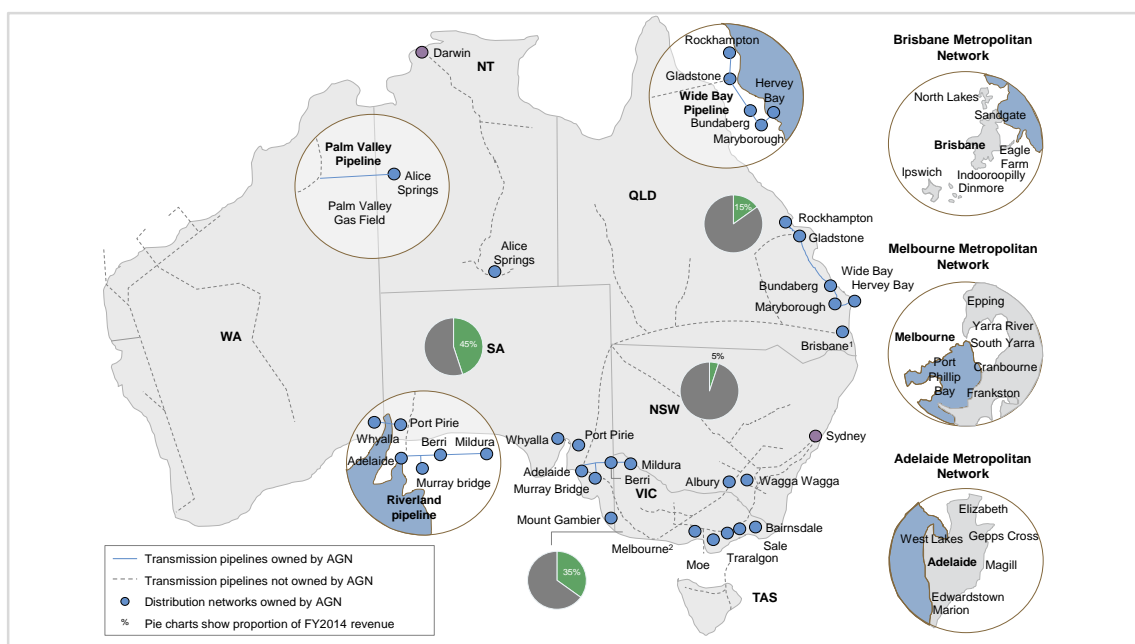 Darwin
NT
Palm Valley
Pipeline
Alice
Springs
Palm Valley
Gas Field
Alice
Springs
WA
Rockhampton
Gladstone
Wide Bay
Pipeline
Hervey
Bay
Bundaberg
Maryborough
QLD
15%
Rockhampton
Gladstone
Wide Bay
Hervey Bay
Bundaberg
Maryborough
Brisbane¹
45%
SA
5%
NSW
Sydney
Port Pirie
Whyalla
Berri
Mildura
Adelaide
Murray bridge
Riverland
pipeline
Whyalla
Port Pirie
Adelaide
Mildura
Murray Bridge
Berri
VIC
Albury
Wagga Wagga
Mount Gambier
Melbourne²
Bairnsdale
Sale
Traralgon
Moe
35%
TAS
Brisbane Metropolitan
Network
North Lakes
Sandgate
Brisbane
Eagle
Farm
Ipswich
Indooroopilly
Dinmore
Melbourne Metropolitan
Network
Epping
Melbourne
Yarra River
South Yarra
Port
Phillip
Bay
Cranbourne
Frankston
Adelaide Metropolitan
Network
Elizabeth
West Lakes
Gepps Cross
Adelaide
Magill
Edwardstown
Marion
Transmission pipelines owned by AGN
Transmission pipelines not owned by AGN
Distribution networks owned by AGN
% Pie charts show proportion of FY2014 revenue